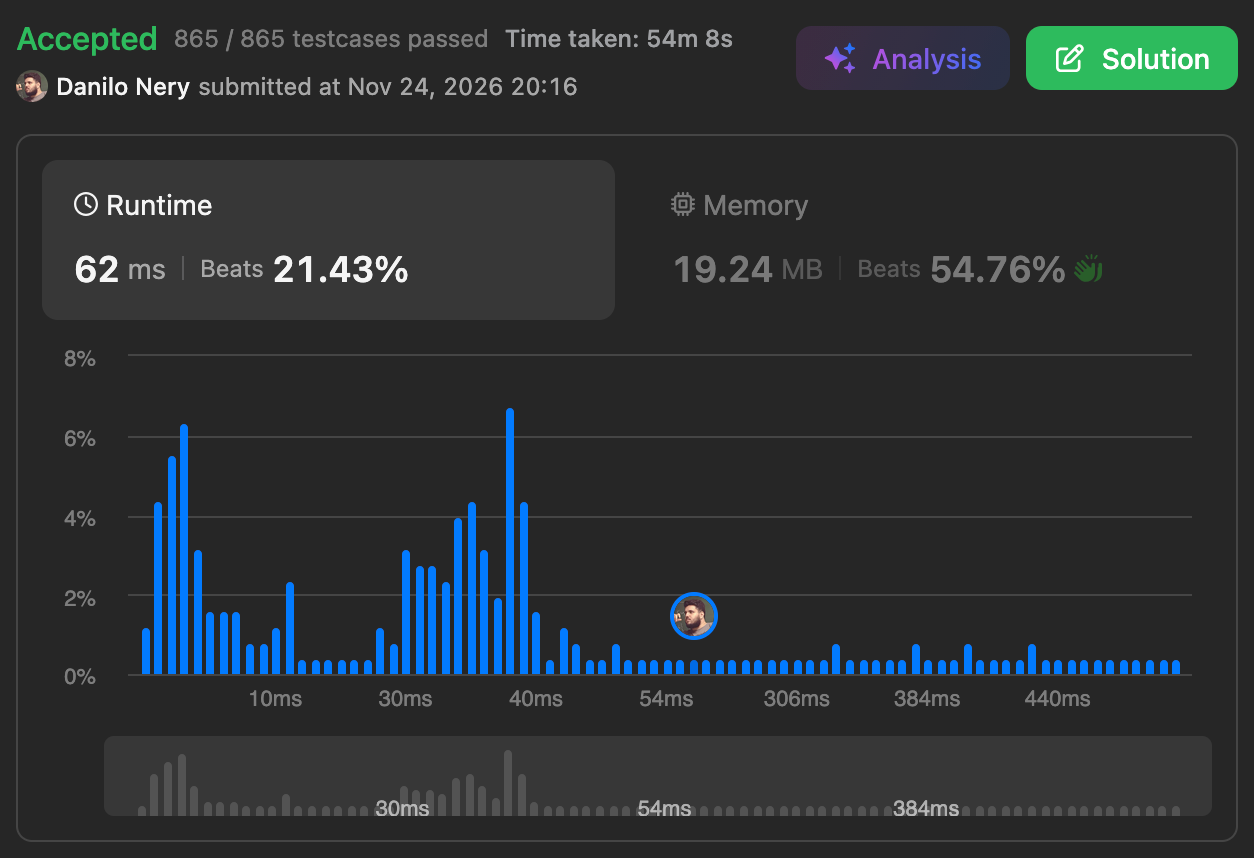 Accepted 865 / 865 testcases passed Time taken: 54m 8s
Danilo Nery submitted at Nov 24, 2026 20:16
Analysis
Solution
Runtime
62 ms | Beats 21.43%
Memory
19.24 MB | Beats 54.76%
8%
6%
4%
2%
0%
10ms 30ms 40ms 54ms 306ms 384ms 440ms
30ms 54ms 384ms